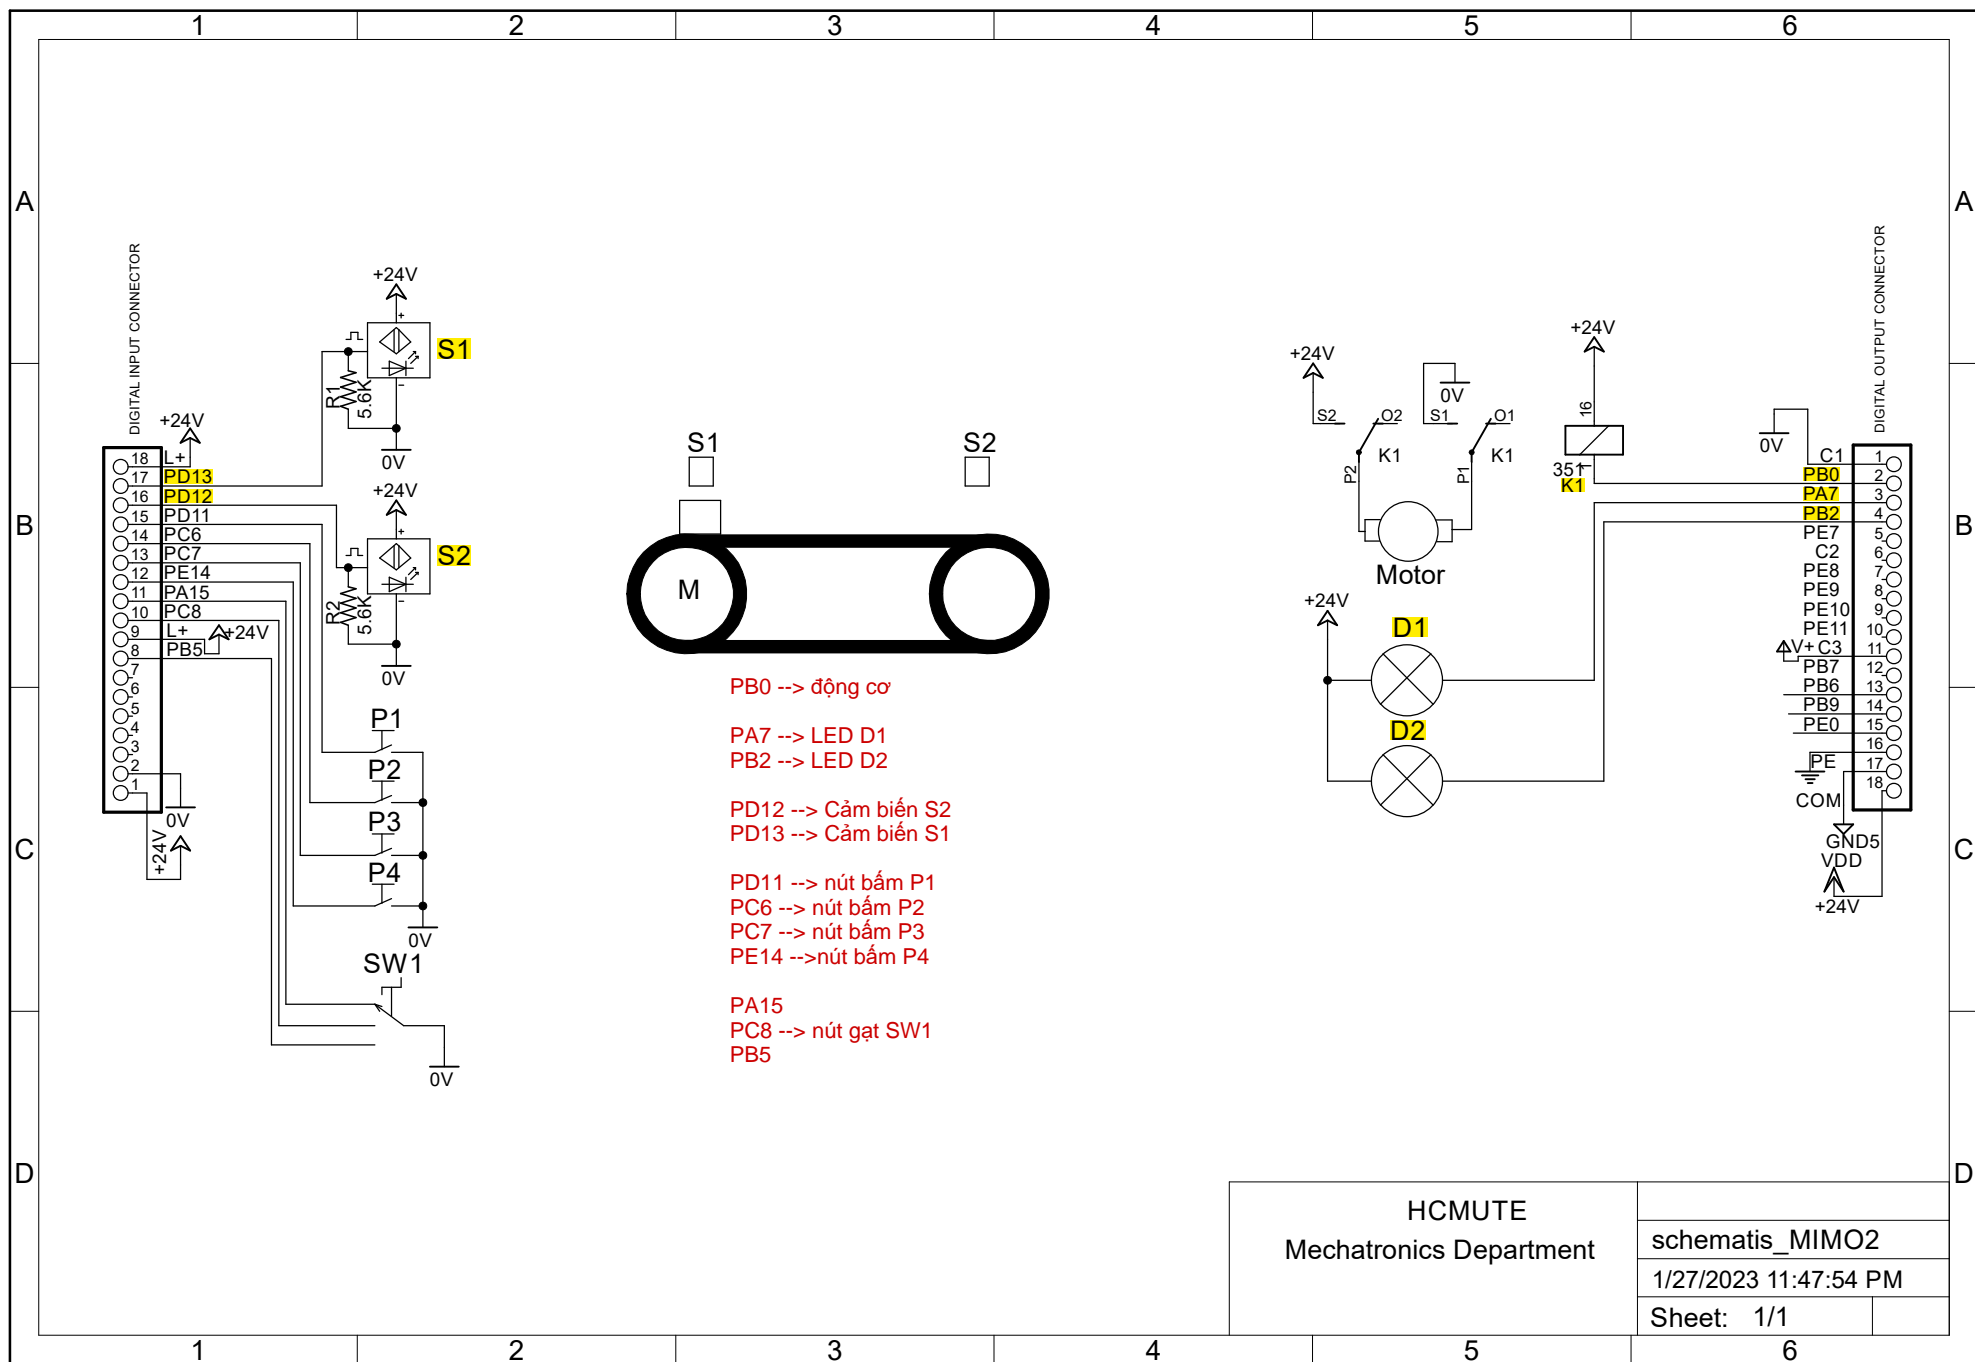 1 2 3 4 5 6
A
A
B
B
C
C
D
D
DIGITAL INPUT CONNECTOR
+24V
18 L+
17 PD13
16 PD12
15 PD11
14 PC6
13 PC7
12 PE14
11 PA15
10 PC8
9 L+
+24V
8 PB5
7
6
5
4
3
2
1
0V
+24V
+24V
+
S1
-
R1
5.6K
0V
+24V
+
S2
-
R2
5.6K
0V
P1
P2
P3
P4
0V
SW1
0V
S1
S2
M
PB0 --> động cơ
PA7 --> LED D1
PB2 --> LED D2
PD12 --> Cảm biến S2
PD13 --> Cảm biến S1
PD11 --> nút bấm P1
PC6 --> nút bấm P2
PC7 --> nút bấm P3
PE14 -->nút bấm P4
PA15
PC8 --> nút gạt SW1
PB5
+24V
S2
O2
P2
K1
0V
S1
O1
P1
K1
Motor
+24V
16
351
1
K1
+24V
D1
D2
DIGITAL OUTPUT CONNECTOR
0V
C1 1
PB0 2
PA7 3
PB2 4
PE7 5
C2 6
PE8 7
PE9 8
PE10 9
PE11 10
V+ C3 11
PB7 12
PB6 13
PB9 14
PE0 15
16
PE
17
18
COM
GND5
VDD
+24V
HCMUTE
Mechatronics Department
schematis_MIMO2
1/27/2023 11:47:54 PM
Sheet: 1/1
1 2 3 4 5 6